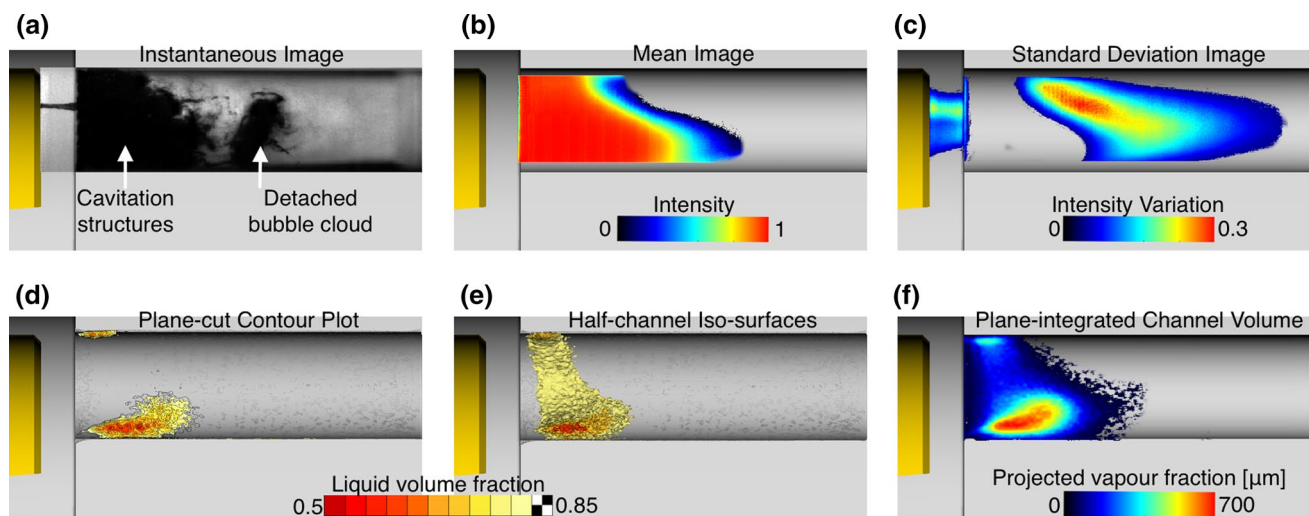 (a)
Instantaneous Image
Cavitation
structures
Detached
bubble cloud
(b)
Mean Image
Intensity
0
1
(c)
Standard Deviation Image
Intensity Variation
0
0.3
(d)
Plane-cut Contour Plot
(e)
Half-channel Iso-surfaces
Liquid volume fraction
0.5
0.85
(f)
Plane-integrated Channel Volume
Projected vapour fraction [µm]
0
700